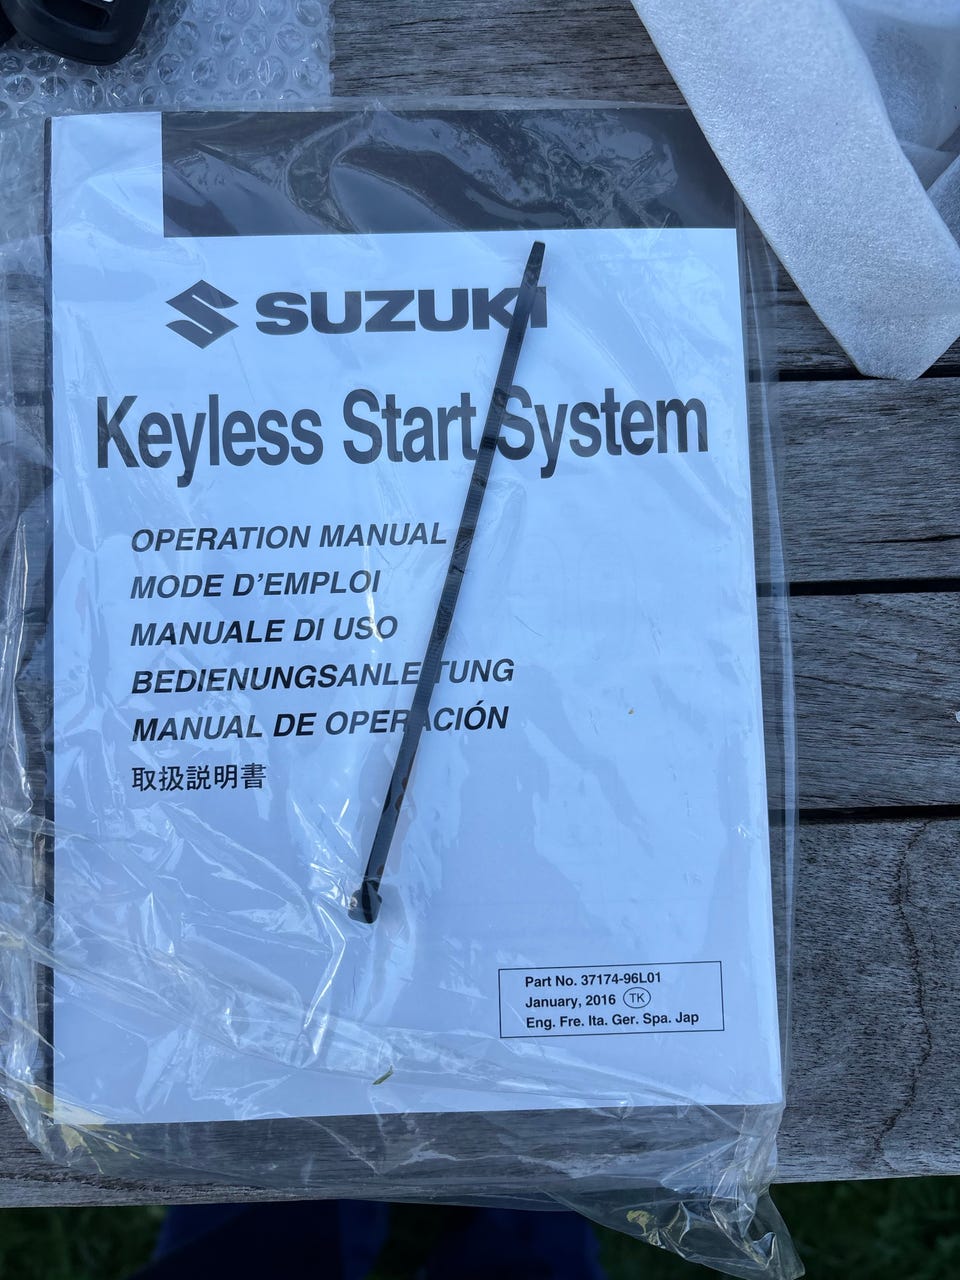 SUZUKI
Keyless Start System
OPERATION MANUAL
MODE D'EMPLOI
MANUALE DI USO
BEDIENUNGSANLEITUNG
MANUAL DE OPERACIÓN
取扱説明書
Part No. 37174-96L01
January, 2016 TK
Eng. Fre. Ita. Ger. Spa. Jap